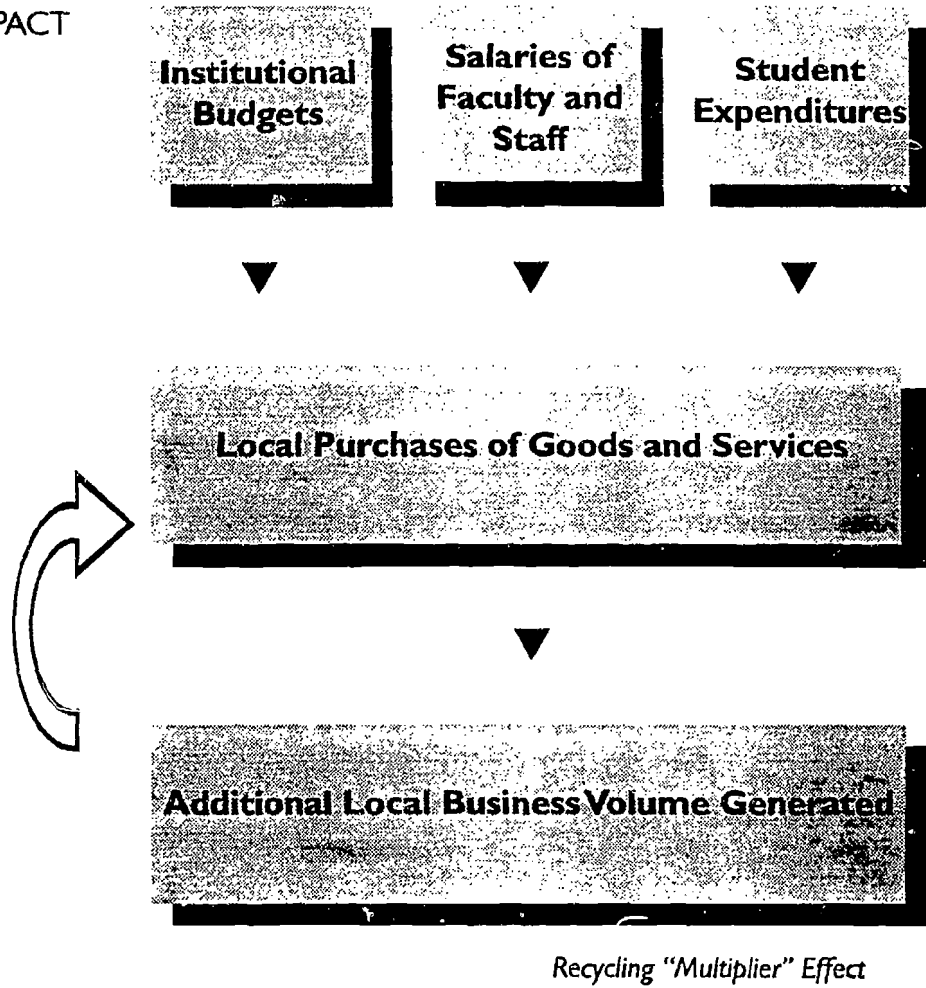 PACT
Institutional
Budgets
Salaries of
Faculty and
Staff
Student
Expenditures
Local Purchases of Goods and Services
Additional Local Business Volume Generated
Recycling "Multiplier" Effect